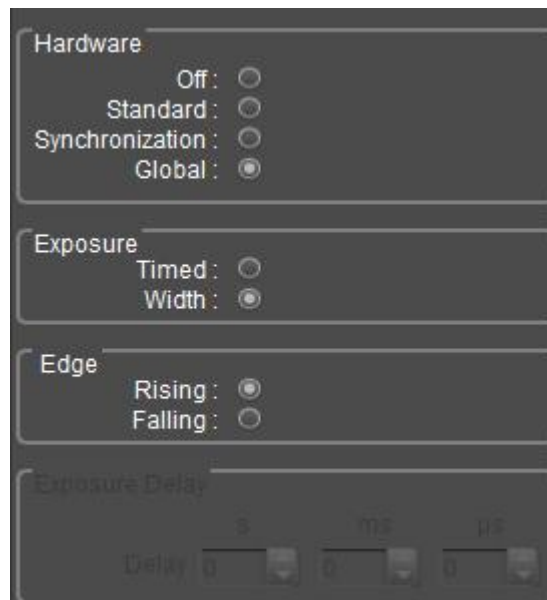 Hardware
Off :
Standard :
Synchronization :
Global :
Exposure
Timed :
Width :
Edge
Rising :
Falling :
Exposure Delay
s ms µs
Delay 0 0 0